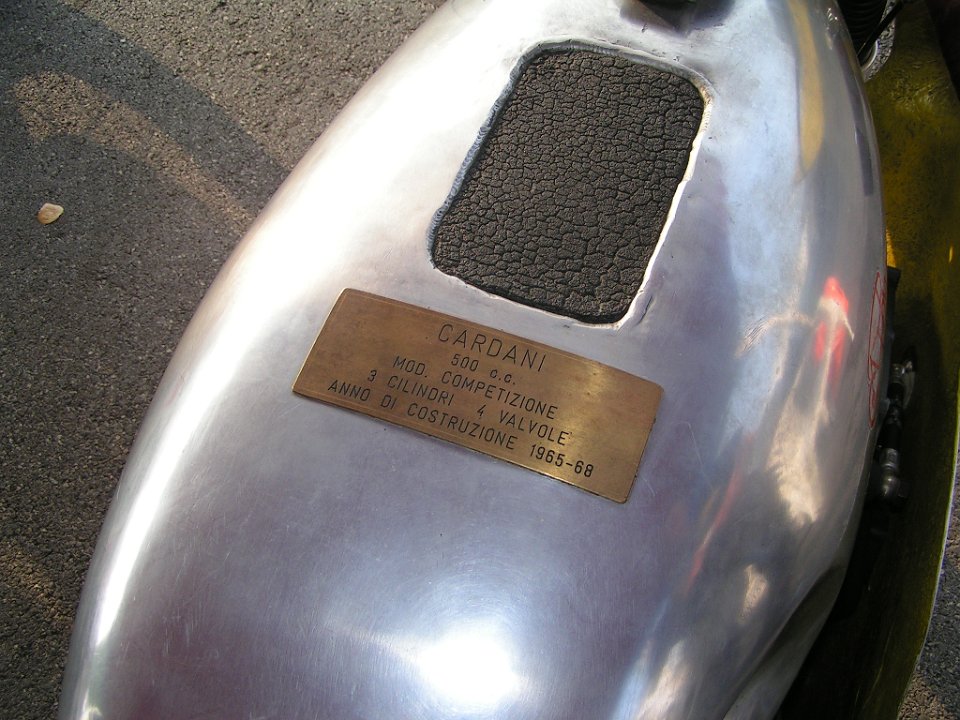 CARDANI
500 c.c.
MOD. COMPETIZIONE
3 CILINDRI 4 VALVOLE
ANNO DI COSTRUZIONE 1965-68